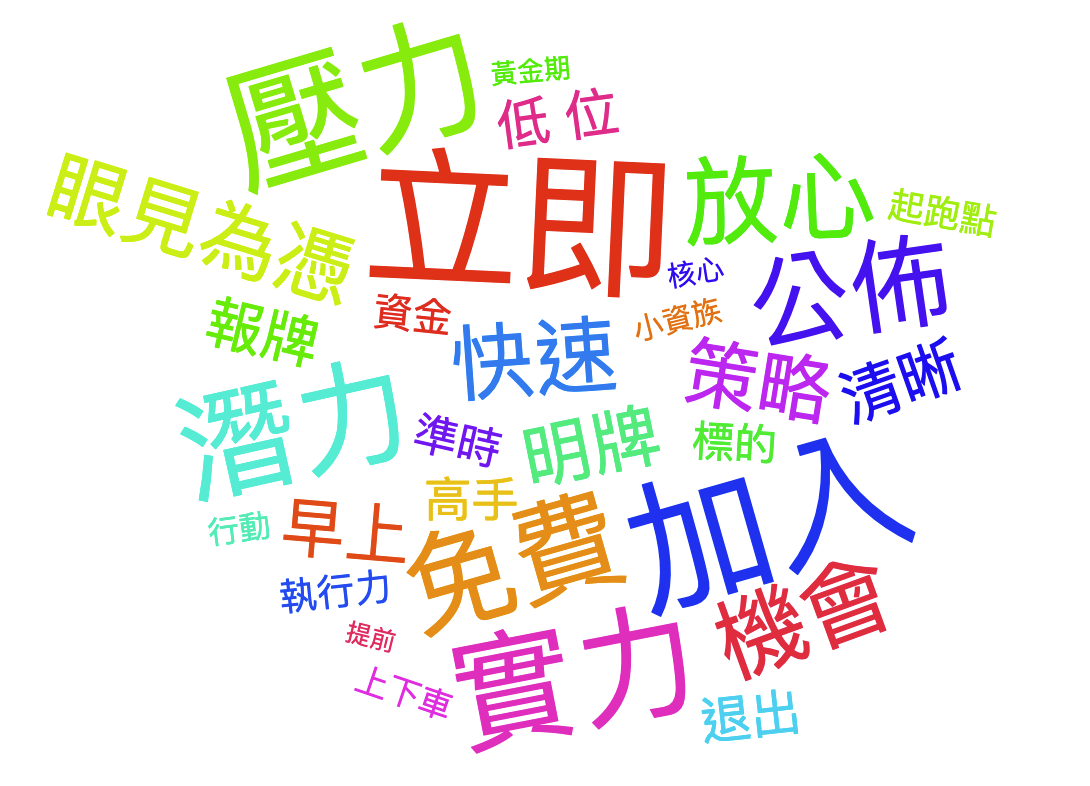 壓力
黃金期
低 位
立即
放心
起跑點
眼見為憑
核心
公佈
報牌
資金
小資族
快速
策略
清晰
潛力
準時
明牌
標的
高手
加入
行動
早上
免費
執行力
機會
提前
實力
上下車
退出